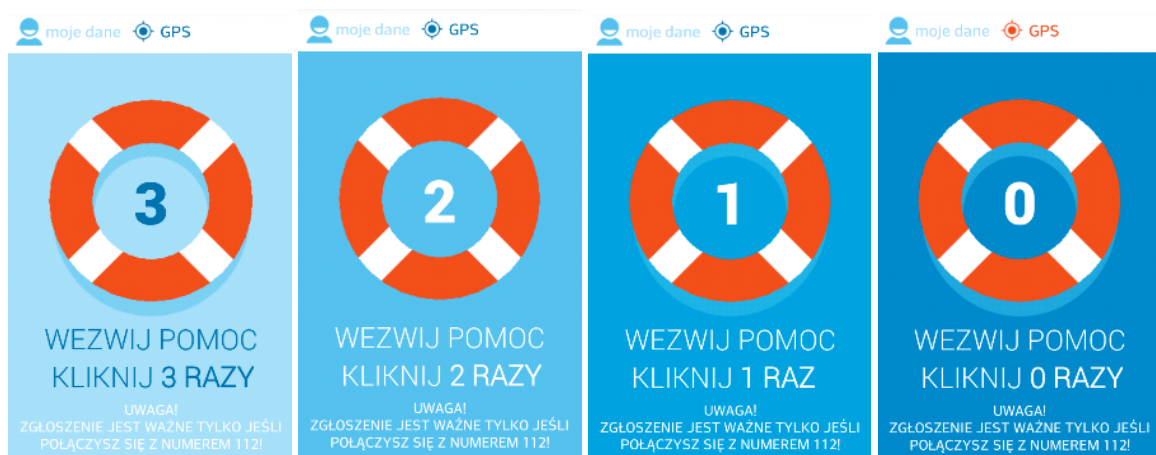 moje dane GPS
3
WEZWIJ POMOC
KLIKNIJ 3 RAZY
UWAGA!
ZGŁOSZENIE JEST WAŻNE TYLKO JEŚLI
POŁĄCZYSZ SIĘ Z NUMEREM 112!
moje dane GPS
2
WEZWIJ POMOC
KLIKNIJ 2 RAZY
UWAGA!
ZGŁOSZENIE JEST WAŻNE TYLKO JEŚLI
POŁĄCZYSZ SIĘ Z NUMEREM 112!
moje dane GPS
1
WEZWIJ POMOC
KLIKNIJ 1 RAZ
UWAGA!
ZGŁOSZENIE JEST WAŻNE TYLKO JEŚLI
POŁĄCZYSZ SIĘ Z NUMEREM 112!
moje dane GPS
0
WEZWIJ POMOC
KLIKNIJ 0 RAZY
UWAGA!
ZGŁOSZENIE JEST WAŻNE TYLKO JEŚLI
POŁĄCZYSZ SIĘ Z NUMEREM 112!